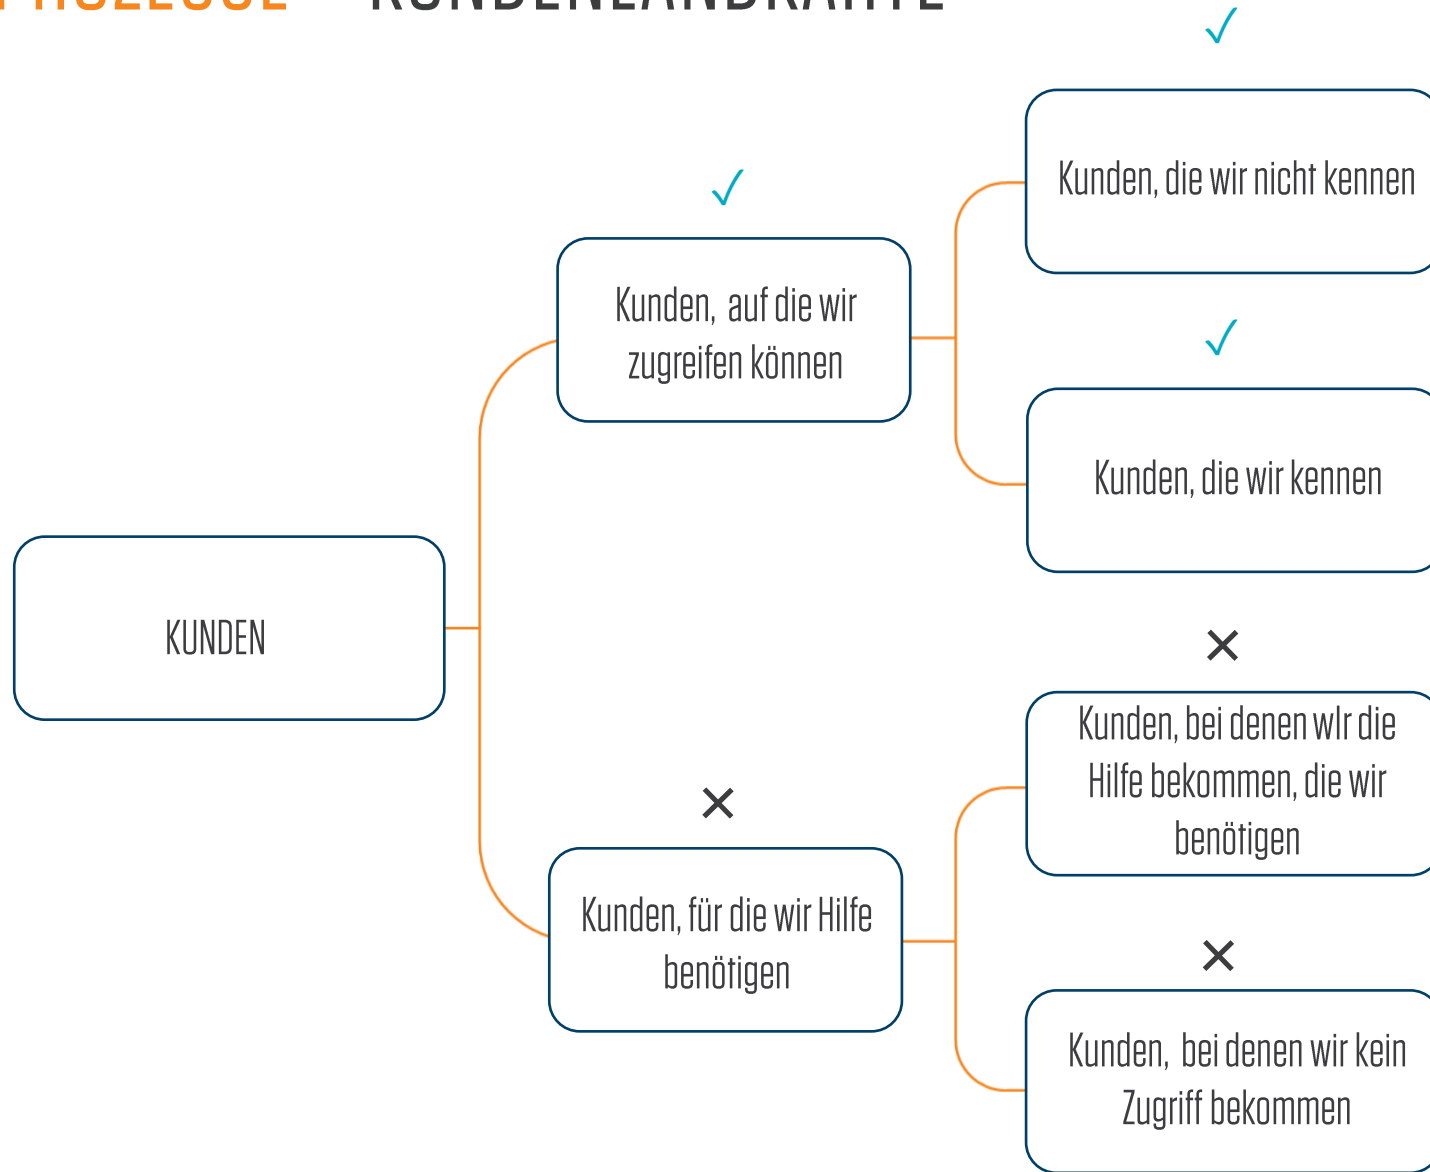 KUNDENLANDKARTE
Kunden, die wir nicht kennen
Kunden, auf die wir
zugreifen können
Kunden, die wir kennen
KUNDEN
Kunden, bei denen wIr die
Hilfe bekommen, die wir
benötigen
Kunden, für die wir Hilfe
benötigen
Kunden, bei denen wir kein
Zugriff bekommen